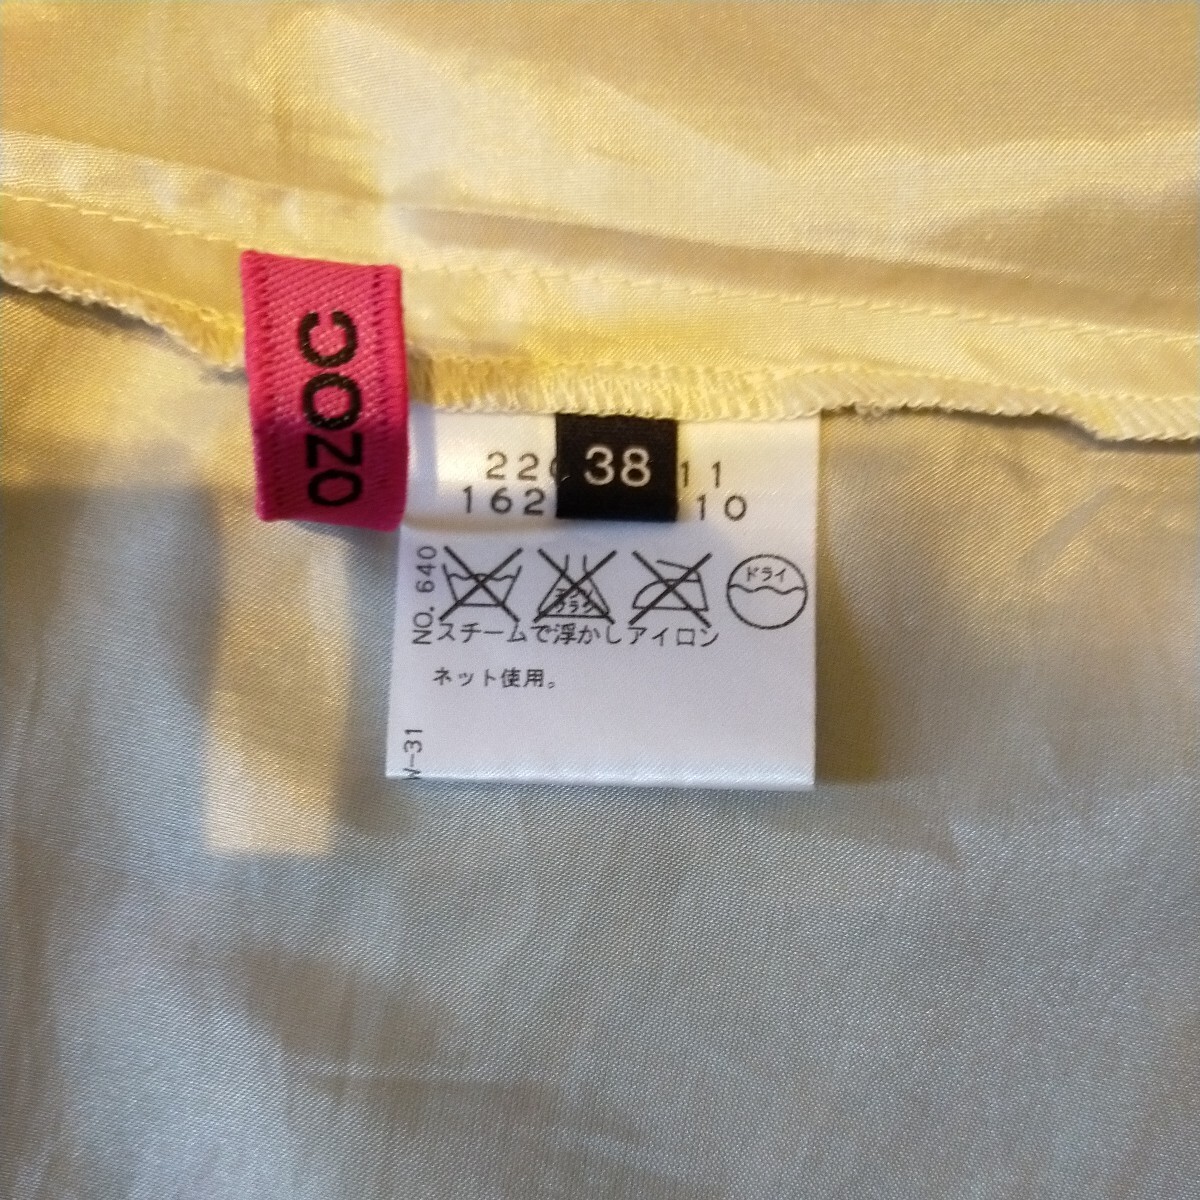 OZOC
38
22 11
162 10
NO. 640
ドライ
スチームで浮かしアイロン
ネット使用。
W-31